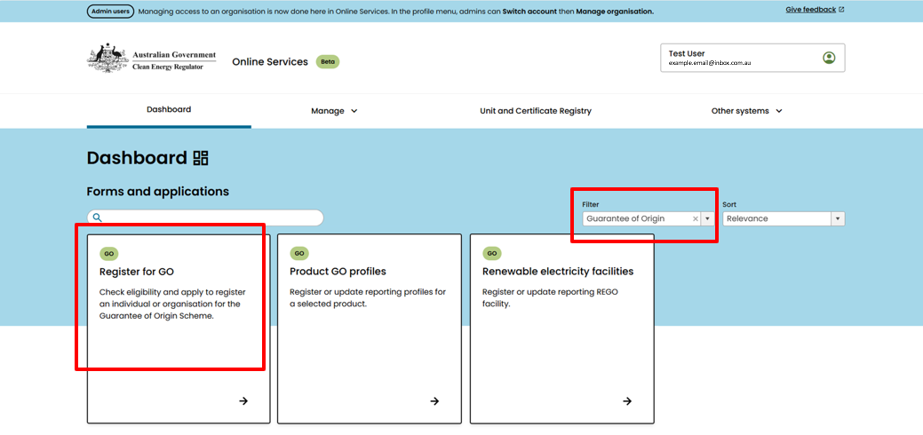 Admin users Managing access to an organisation is now done here in Online Services. In the profile menu, admins can Switch account then Manage organisation. Give feedback
Australian Government
Clean Energy Regulator
Online Services Beta
Test User
example.email@inbox.com.au
Dashboard Manage Unit and Certificate Registry Other systems
Dashboard
Forms and applications
Filter Sort
Guarantee of Origin Relevance
GO GO GO
Register for GO Product GO profiles Renewable electricity facilities
Check eligibility and apply to register Register or update reporting profiles for Register or update reporting REGO
an individual or organisation for the a selected product. facility.
Guarantee of Origin Scheme.